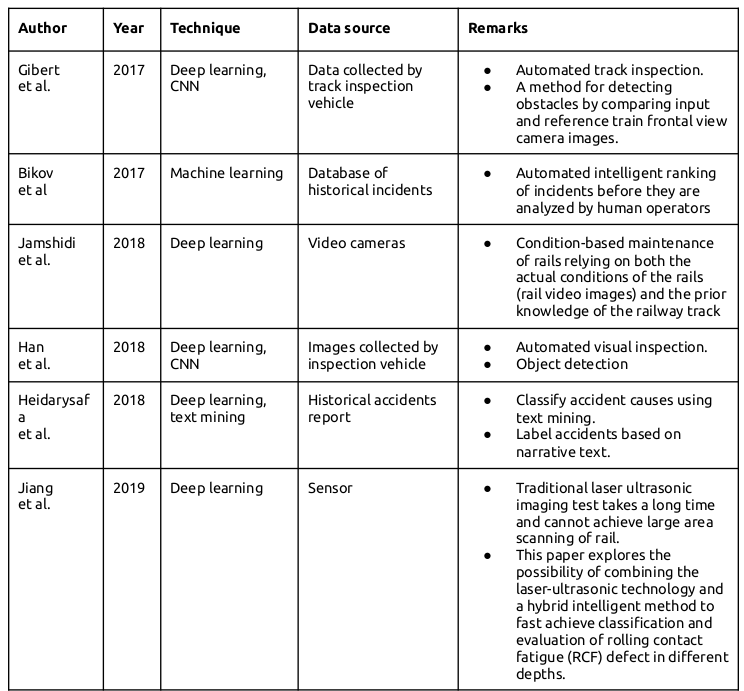 Author Year Technique Data source Remarks
Gibert
et al.
2017
Deep learning,
CNN
Data collected by
track inspection
vehicle
● Automated track inspection.
● A method for detecting
obstacles by comparing input
and reference train frontal view
camera images.
Bikov
et al
2017
Machine learning
Database of
historical incidents
● Automated intelligent ranking
of incidents before they are
analyzed by human operators
Jamshidi
et al.
2018
Deep learning
Video cameras
● Condition-based maintenance
of rails relying on both the
actual conditions of the rails
(rail video images) and the prior
knowledge of the railway track
Han
et al.
2018
Deep learning,
CNN
Images collected by
inspection vehicle
● Automated visual inspection.
● Object detection
Heidarysaf
a
et al.
2018
Deep learning,
text mining
Historical accidents
report
● Classify accident causes using
text mining.
● Label accidents based on
narrative text.
Jiang
et al.
2019
Deep learning
Sensor
● Traditional laser ultrasonic
imaging test takes a long time
and cannot achieve large area
scanning of rail.
● This paper explores the
possibility of combining the
laser-ultrasonic technology and
a hybrid intelligent method to
fast achieve classification and
evaluation of rolling contact
fatigue (RCF) defect in different
depths.